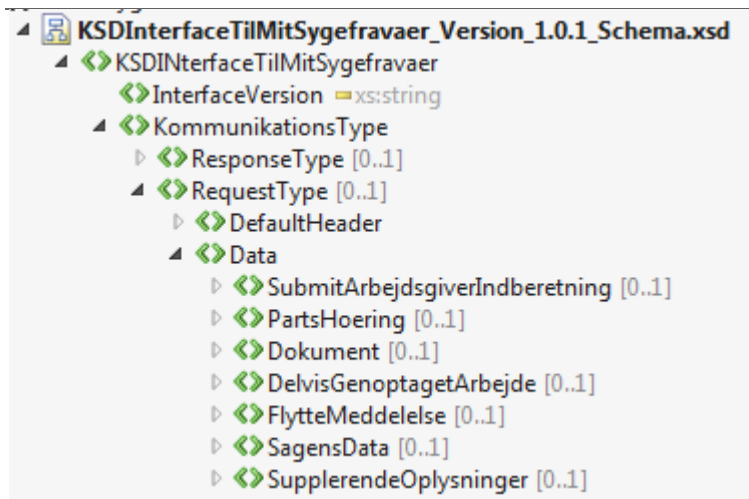 KSDInterfaceTilMitSygefravaer_Version_1.0.1_Schema.xsd
KSDINterfaceTilMitSygefravaer
InterfaceVersion xs:string
KommunikationsType
ResponseType [0..1]
RequestType [0..1]
DefaultHeader
Data
SubmitArbejdsgiverIndberetning [0..1]
PartsHoering [0..1]
Dokument [0..1]
DelvisGenoptagetArbejde [0..1]
FlytteMeddelelse [0..1]
SagensData [0..1]
SupplerendeOplysninger [0..1]